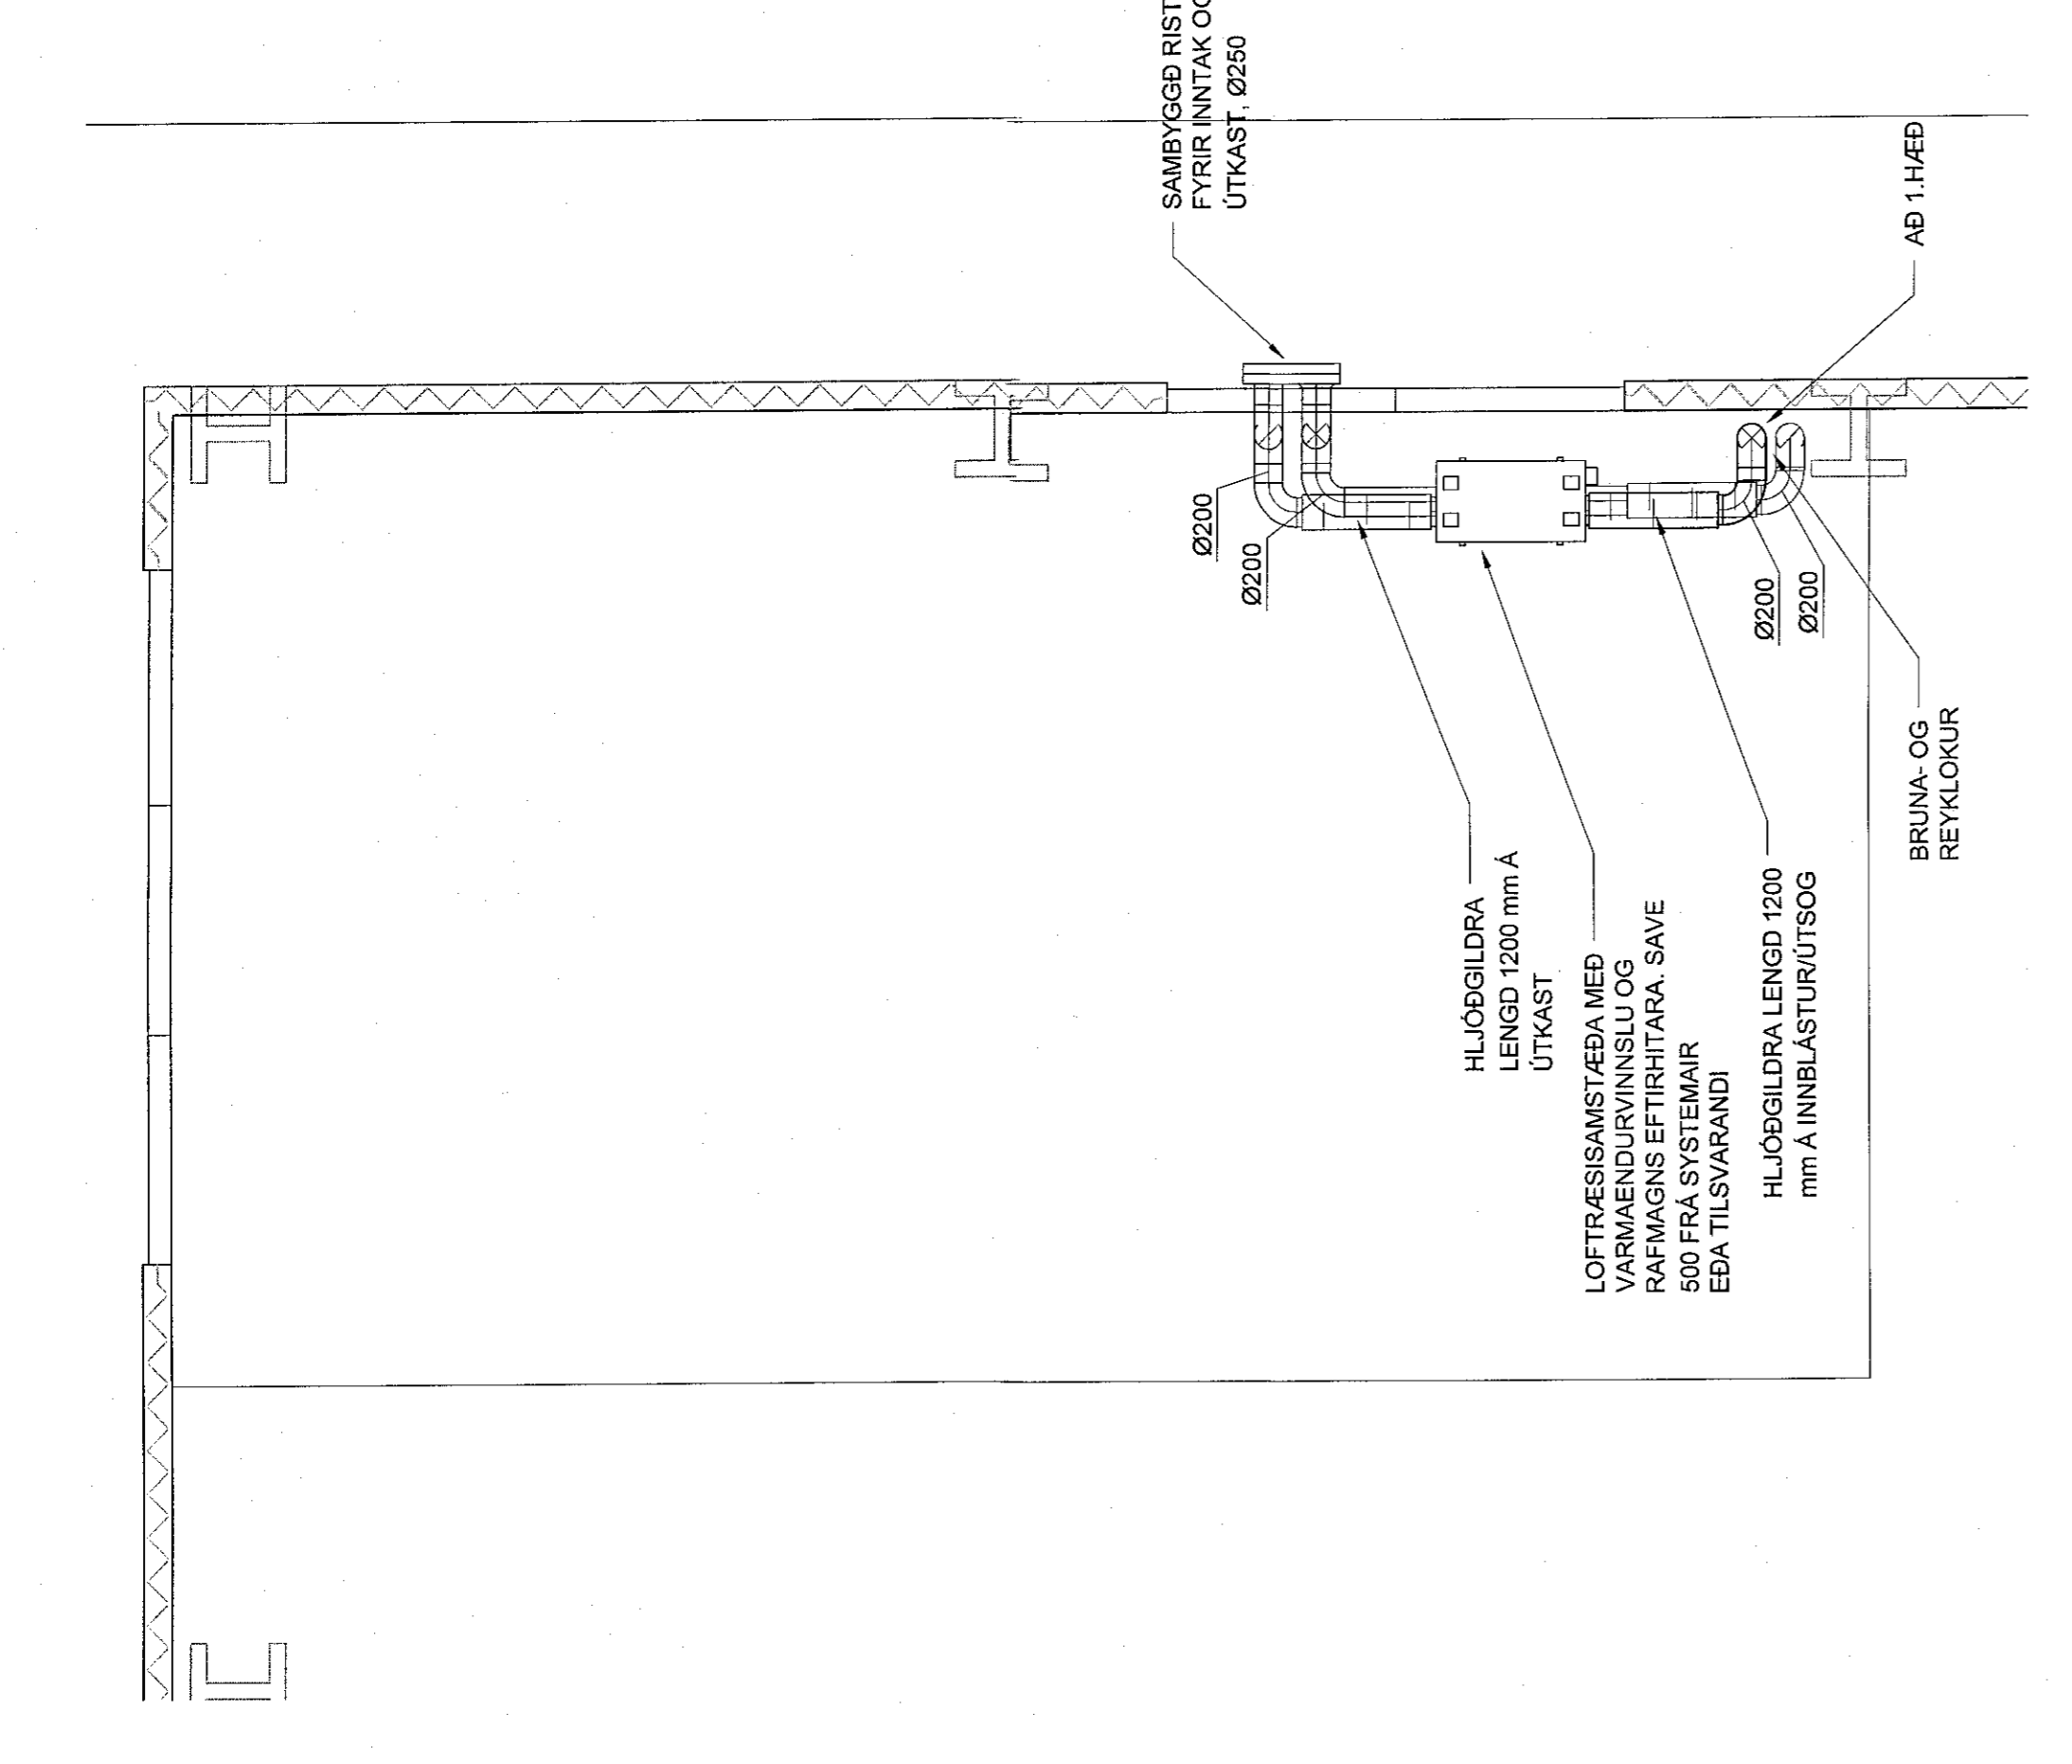 SAMBYGGÐ RIST
FYRIR INNTAK
ÚTKAST, Ø250
AÐ 1.HÆÐ
Ø200
Ø200
Ø200
Ø200
HLJÓÐGILDRA
LENGD 1200 mm Á
ÚTKAST
LOFTRÆSISAMSTÆÐA MEÐ
VARMAENDURVINNSLU OG
RAFMAGNS EFTIRHITARA. SAVE
500 FRÁ SYSTEMAIR
EÐA TILSVARANDI
HLJÓÐGILDRA LENGD 1200
mm Á INNBLÁSTUR/ÚTSOG
BRUNA- OG
REYKLOKUR